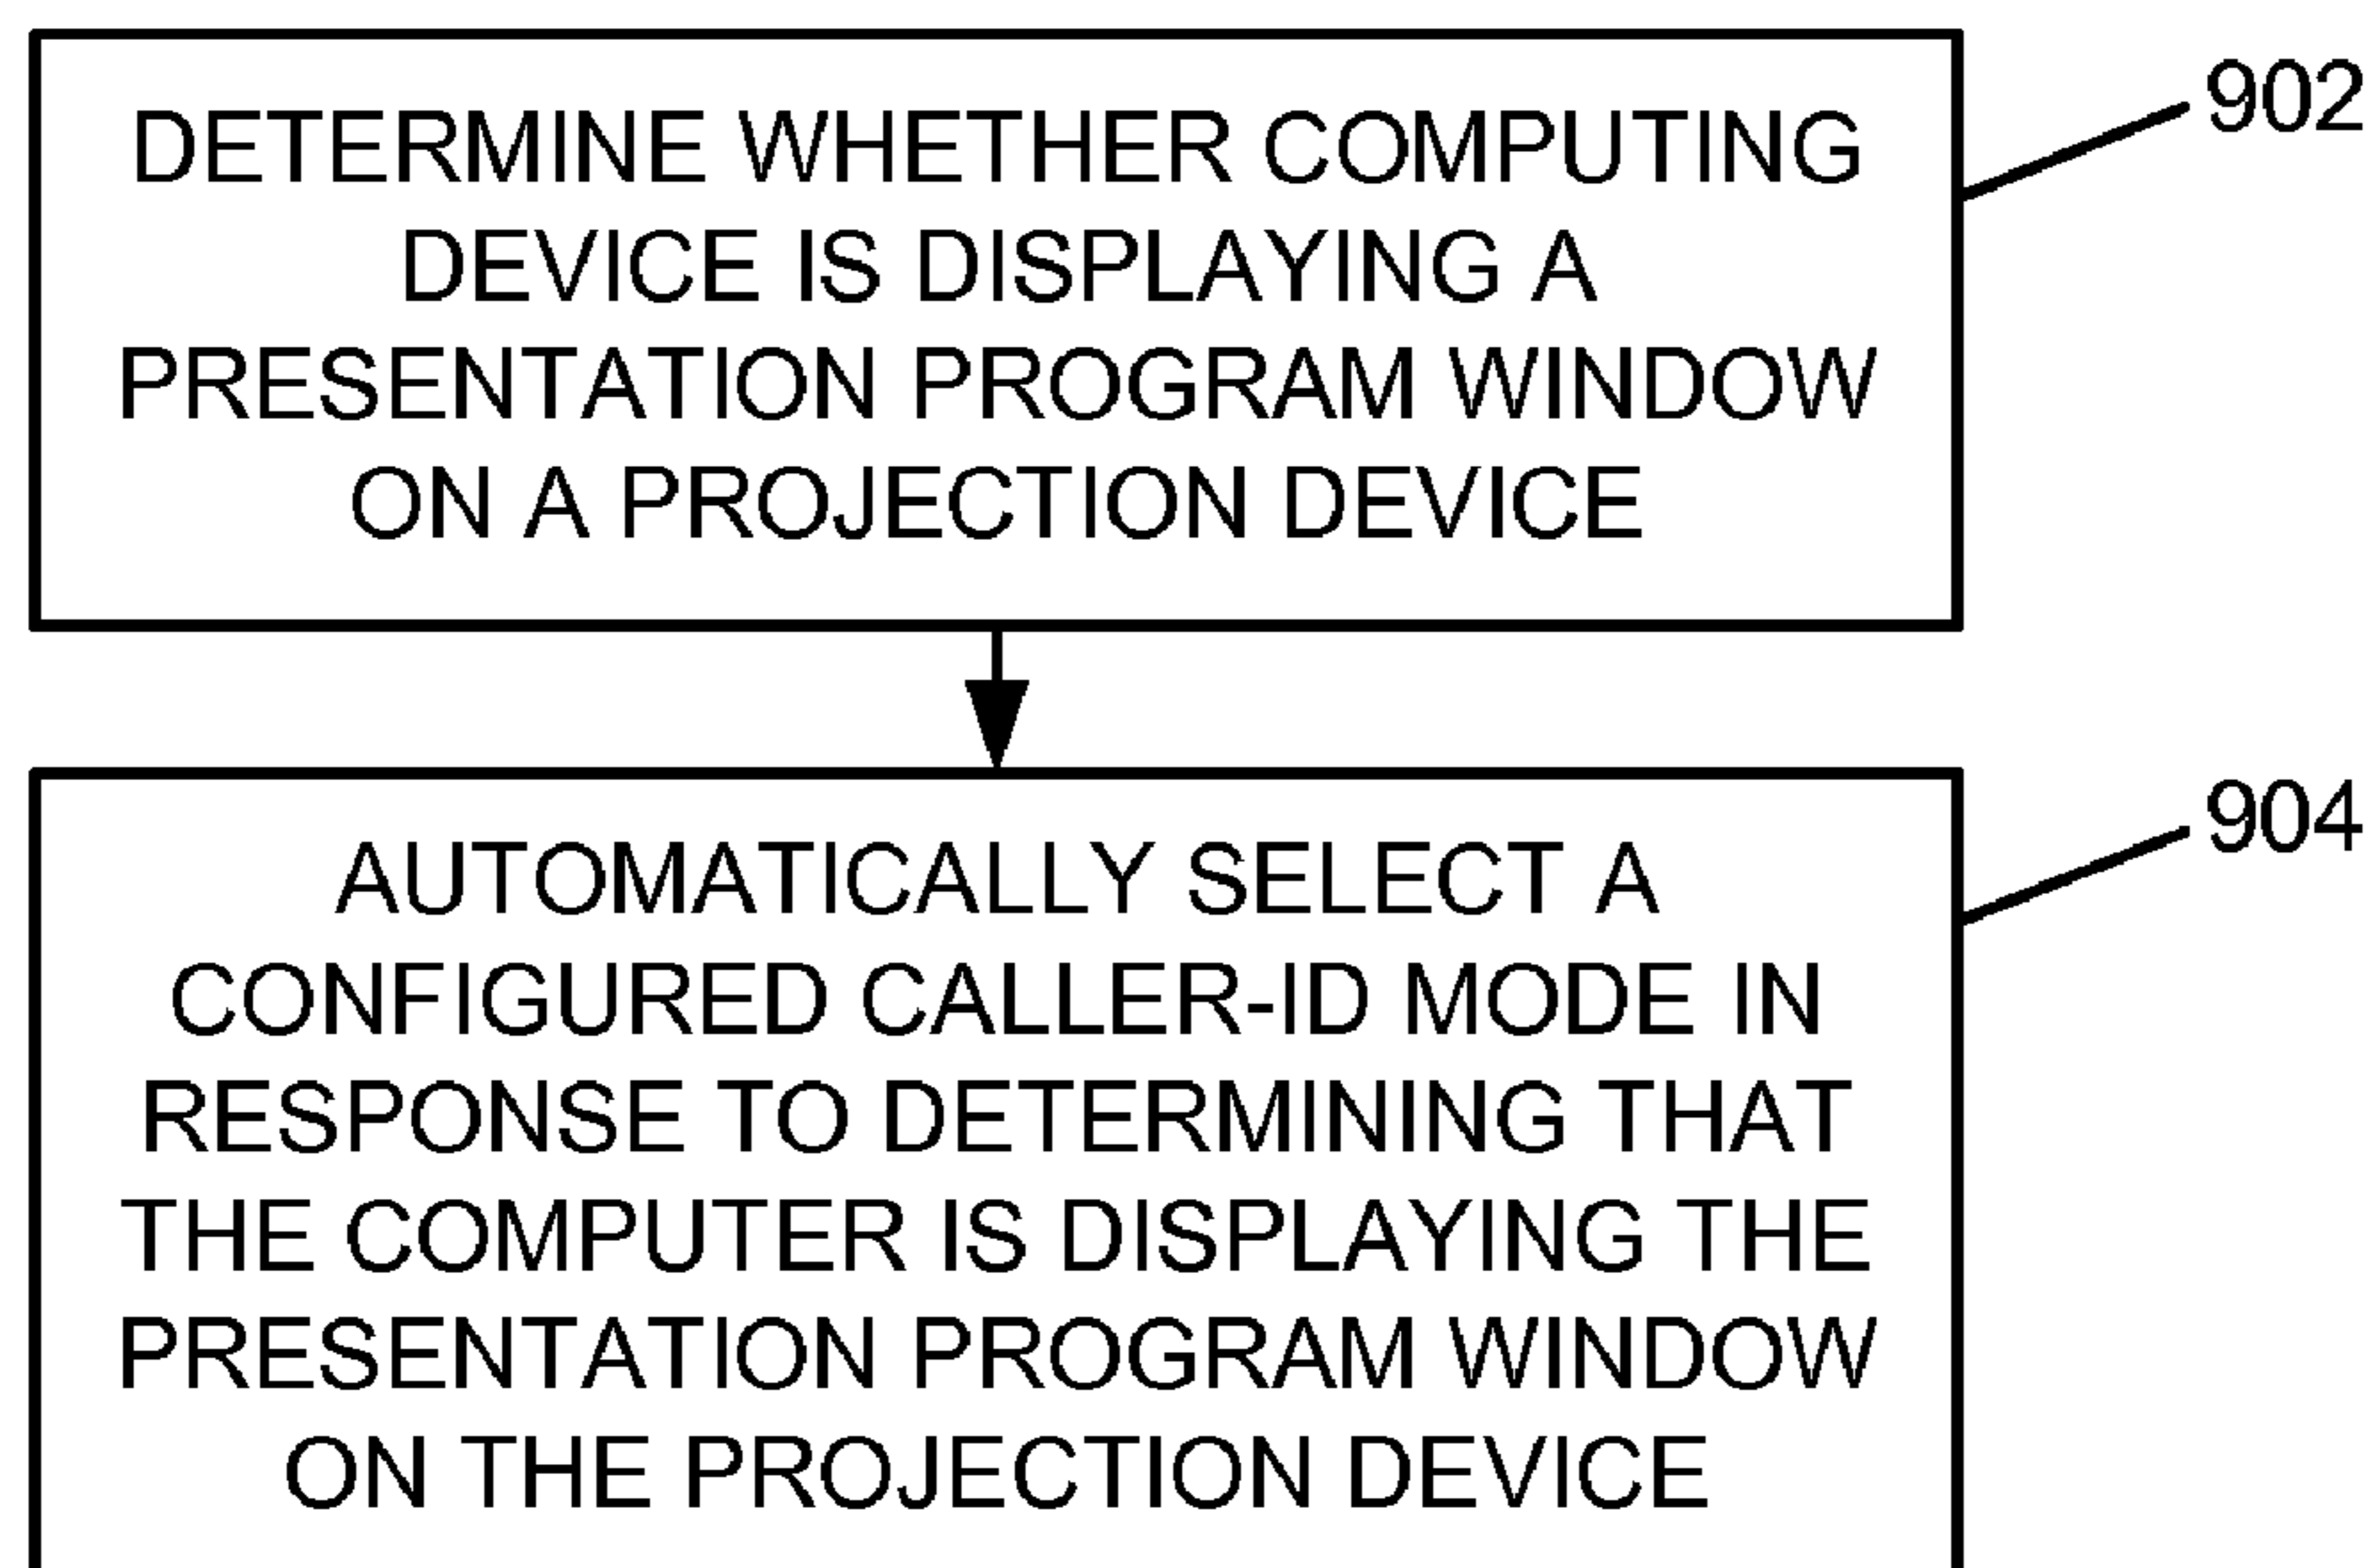 DETERMINE WHETHER COMPUTING
DEVICE IS DISPLAYING A
PRESENTATION PROGRAM WINDOW
ON A PROJECTION DEVICE
902
AUTOMATICALLY SELECT A
CONFIGURED CALLER-ID MODE IN
RESPONSE TO DETERMINING THAT
THE COMPUTER IS DISPLAYING THE
PRESENTATION PROGRAM WINDOW
ON THE PROJECTION DEVICE
904